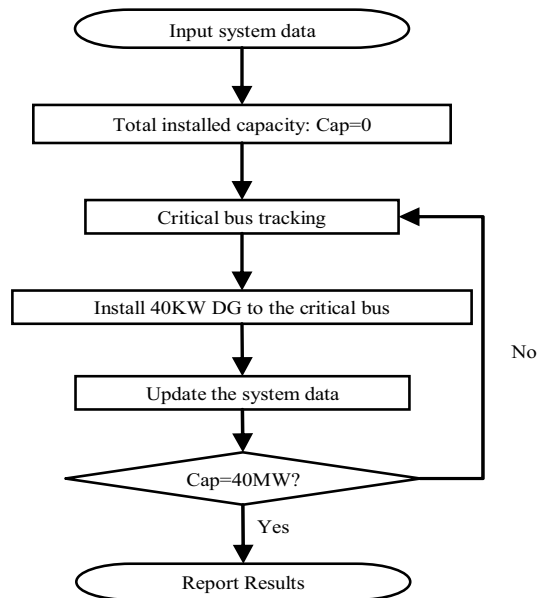 Input system data
Total installed capacity: Cap=0
Critical bus tracking
Install 40KW DG to the critical bus
No
Update the system data
Cap=40MW?
Yes
Report Results